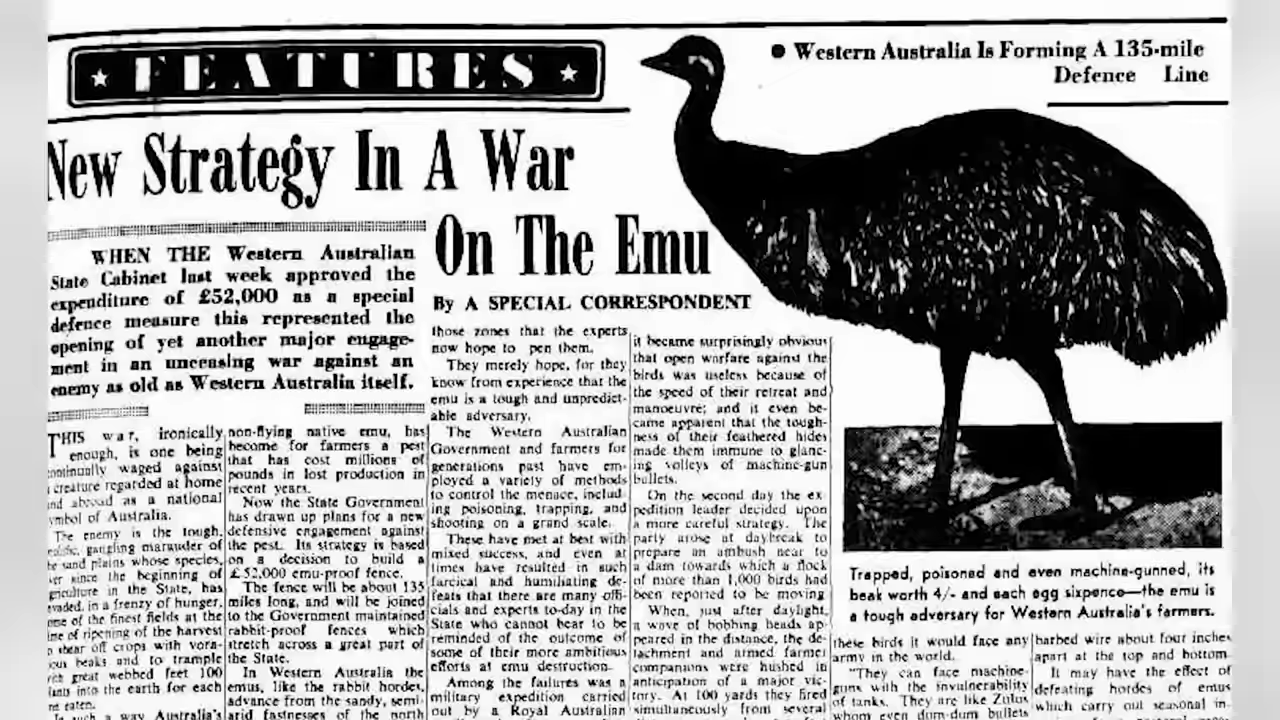 ★ FEATURES ★
● Western Australia Is Forming A 135-mile
Defence Line
New Strategy In A War
On The Emu
By A SPECIAL CORRESPONDENT
WHEN THE Western Australian
State Cabinet last week approved the
expenditure of £52,000 as a special
defence measure this represented the
opening of yet another major engage-
ment in an unceasing war against an
enemy as old as Western Australia itself.
THIS war, ironically
enough, is one being
continually waged against
a creature regarded at home
and abroad as a national
symbol of Australia.
The enemy is the tough,
gangling marauder of
the sand plains whose species,
since the beginning of
agriculture in the State, has
invaded, in a frenzy of hunger,
some of the finest fields at the
time of ripening of the harvest
to shear off crops with vora-
cious beaks and to trample
with great webbed feet 100
into the earth for each
eaten.
In such a way Australia's
non-flying native emu, has
become for farmers a pest
that has cost millions of
pounds in lost production in
recent years.
Now the State Government
has drawn up plans for a new
defensive engagement against
the pest. Its strategy is based
on a decision to build a
£52,000 emu-proof fence.
The fence will be about 135
miles long, and will be joined
to the Government maintained
rabbit-proof fences which
stretch across a great part of
the State.
In Western Australia the
emus, like the rabbit hordes,
advance from the sandy, semi-
arid fastnesses of the north
those zones that the experts
now hope to pen them.
They merely hope, for they
know from experience that the
emu is a tough and unpredict-
able adversary.
The Western Australian
Government and farmers for
generations past have em-
ployed a variety of methods
to control the menace, includ-
ing poisoning, trapping, and
shooting on a grand scale.
These have met at best with
mixed success, and even at
times have resulted in such
farcical and humiliating de-
feats that there are many offi-
cials and experts to-day in the
State who cannot bear to be
reminded of the outcome of
some of their more ambitious
efforts at emu destruction.
Among the failures was a
military expedition carried
out by a Royal Australian
it became surprisingly obvious
that open warfare against the
birds was useless because of
the speed of their retreat and
manoeuvre; and it even be-
came apparent that the tough-
ness of their feathered hides
made them immune to glanc-
ing volleys of machine-gun
bullets.
On the second day the ex-
pedition leader decided upon
a more careful strategy. The
party arose at daybreak to
prepare an ambush near to
a dam towards which a flock
of more than 1,000 birds had
been reported to be moving
When, just after daylight,
a wave of bobbing heads ap-
peared in the distance, the de-
tachment and armed farmer
companions were hushed in
anticipation of a major vic-
tory. At 100 yards they fired
simultaneously from several
Trapped, poisoned and even machine-gunned, its
beak worth 4/- and each egg sixpence—the emu is
a tough adversary for Western Australia's farmers.
these birds it would face any
army in the world.
"They can face machine-
guns with the invulnerability
of tanks. They are like Zulus
whom even dum-dum bullets
barbed wire about four inches
apart at the top and bottom.
It may have the effect of
defeating hordes of emus
which carry out seasonal in-